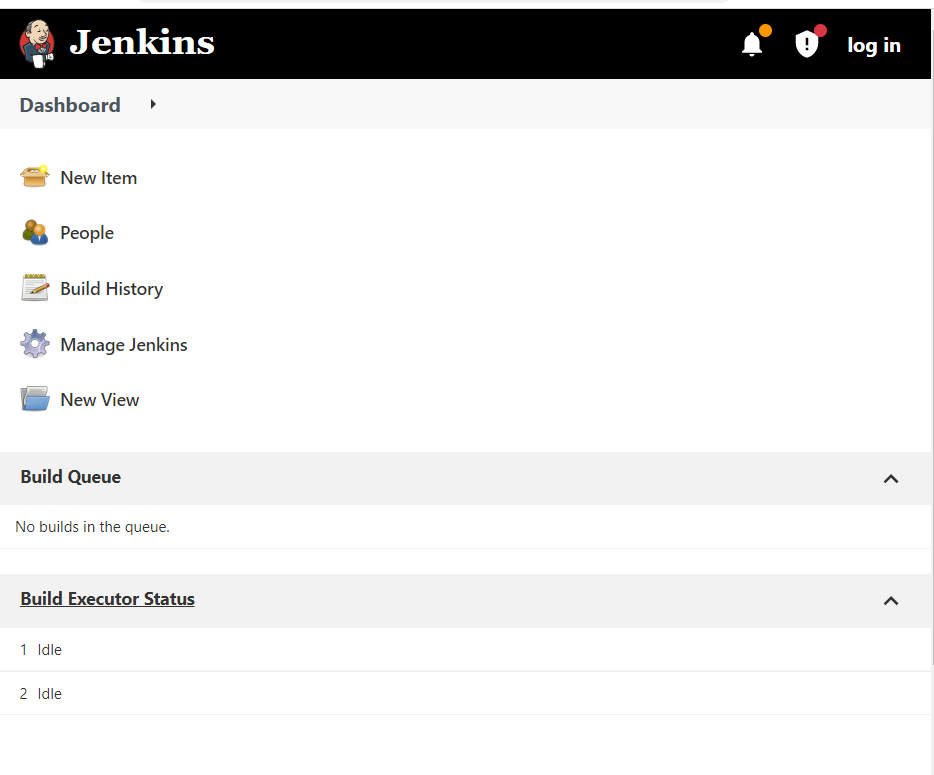 Jenkins
log in
Dashboard
New Item
People
Build History
Manage Jenkins
New View
Build Queue
No builds in the queue.
Build Executor Status
1 Idle
2 Idle